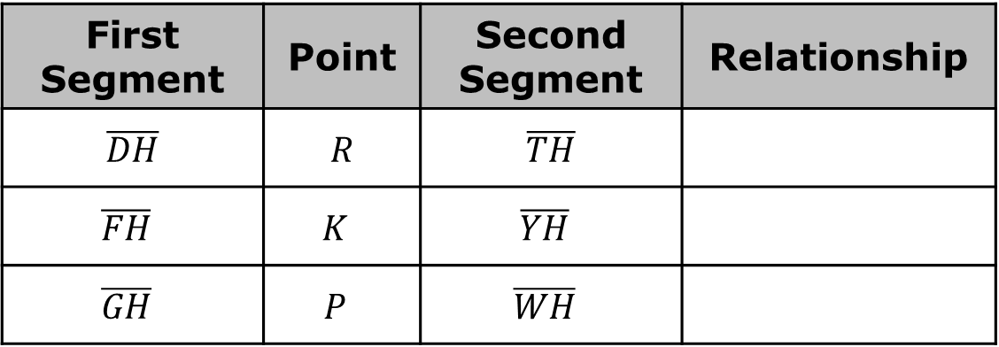 First Segment Point Second Segment Relationship
$\overline{DH}$ R $\overline{TH}$
$\overline{FH}$ K $\overline{YH}$
$\overline{GH}$ P $\overline{WH}$